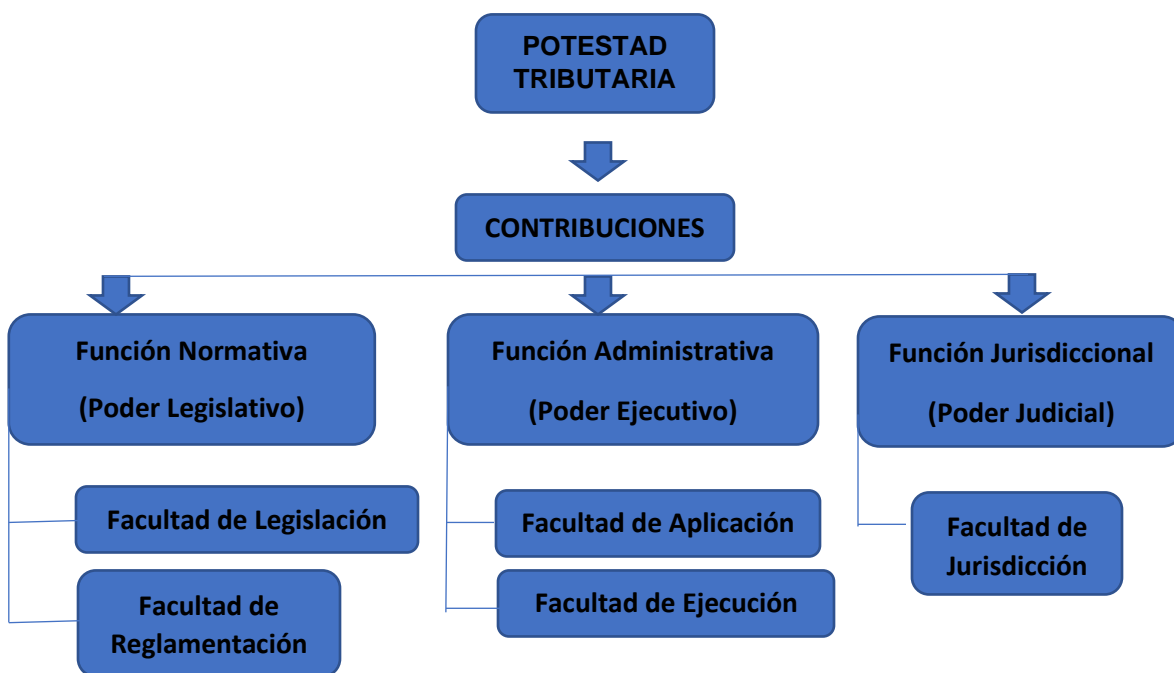 POTESTAD
TRIBUTARIA
CONTRIBUCIONES
Función Normativa
(Poder Legislativo)
Facultad de Legislación
Facultad de
Reglamentación
Función Administrativa
(Poder Ejecutivo)
Facultad de Aplicación
Facultad de Ejecución
Función Jurisdiccional
(Poder Judicial)
Facultad de
Jurisdicción